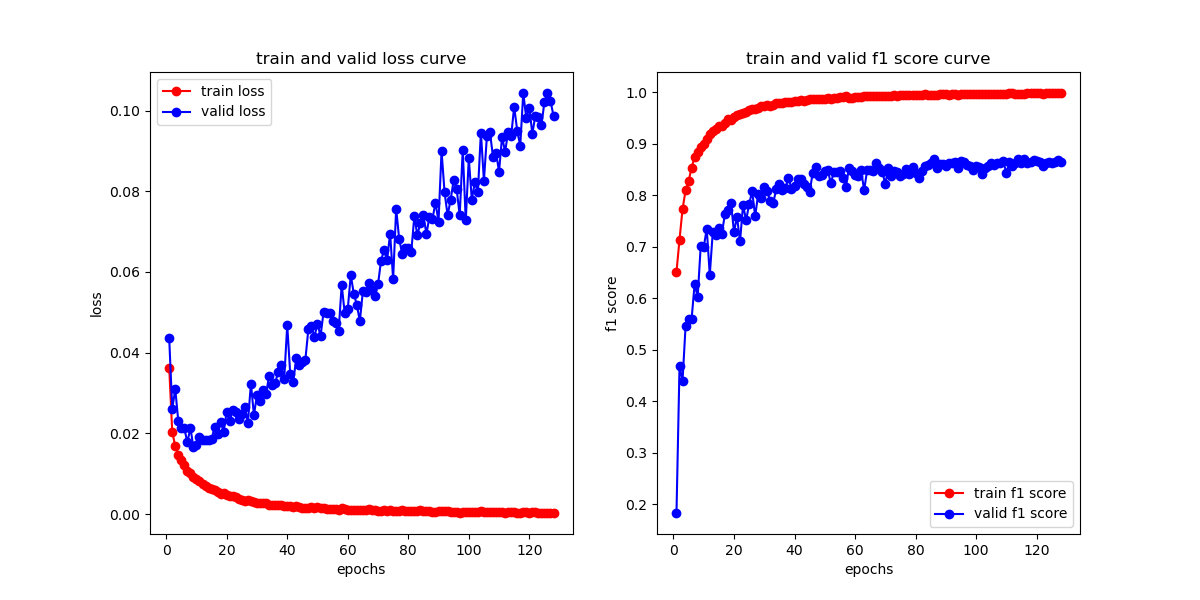 train and valid loss curve
train loss
valid loss
0.10
0.08
0.06
0.04
0.02
0.00
loss
0 20 40 60 80 100 120
epochs
train and valid f1 score curve
1.0
0.9
0.8
0.7
0.6
0.5
0.4
0.3
0.2
f1 score
train f1 score
valid f1 score
0 20 40 60 80 100 120
epochs